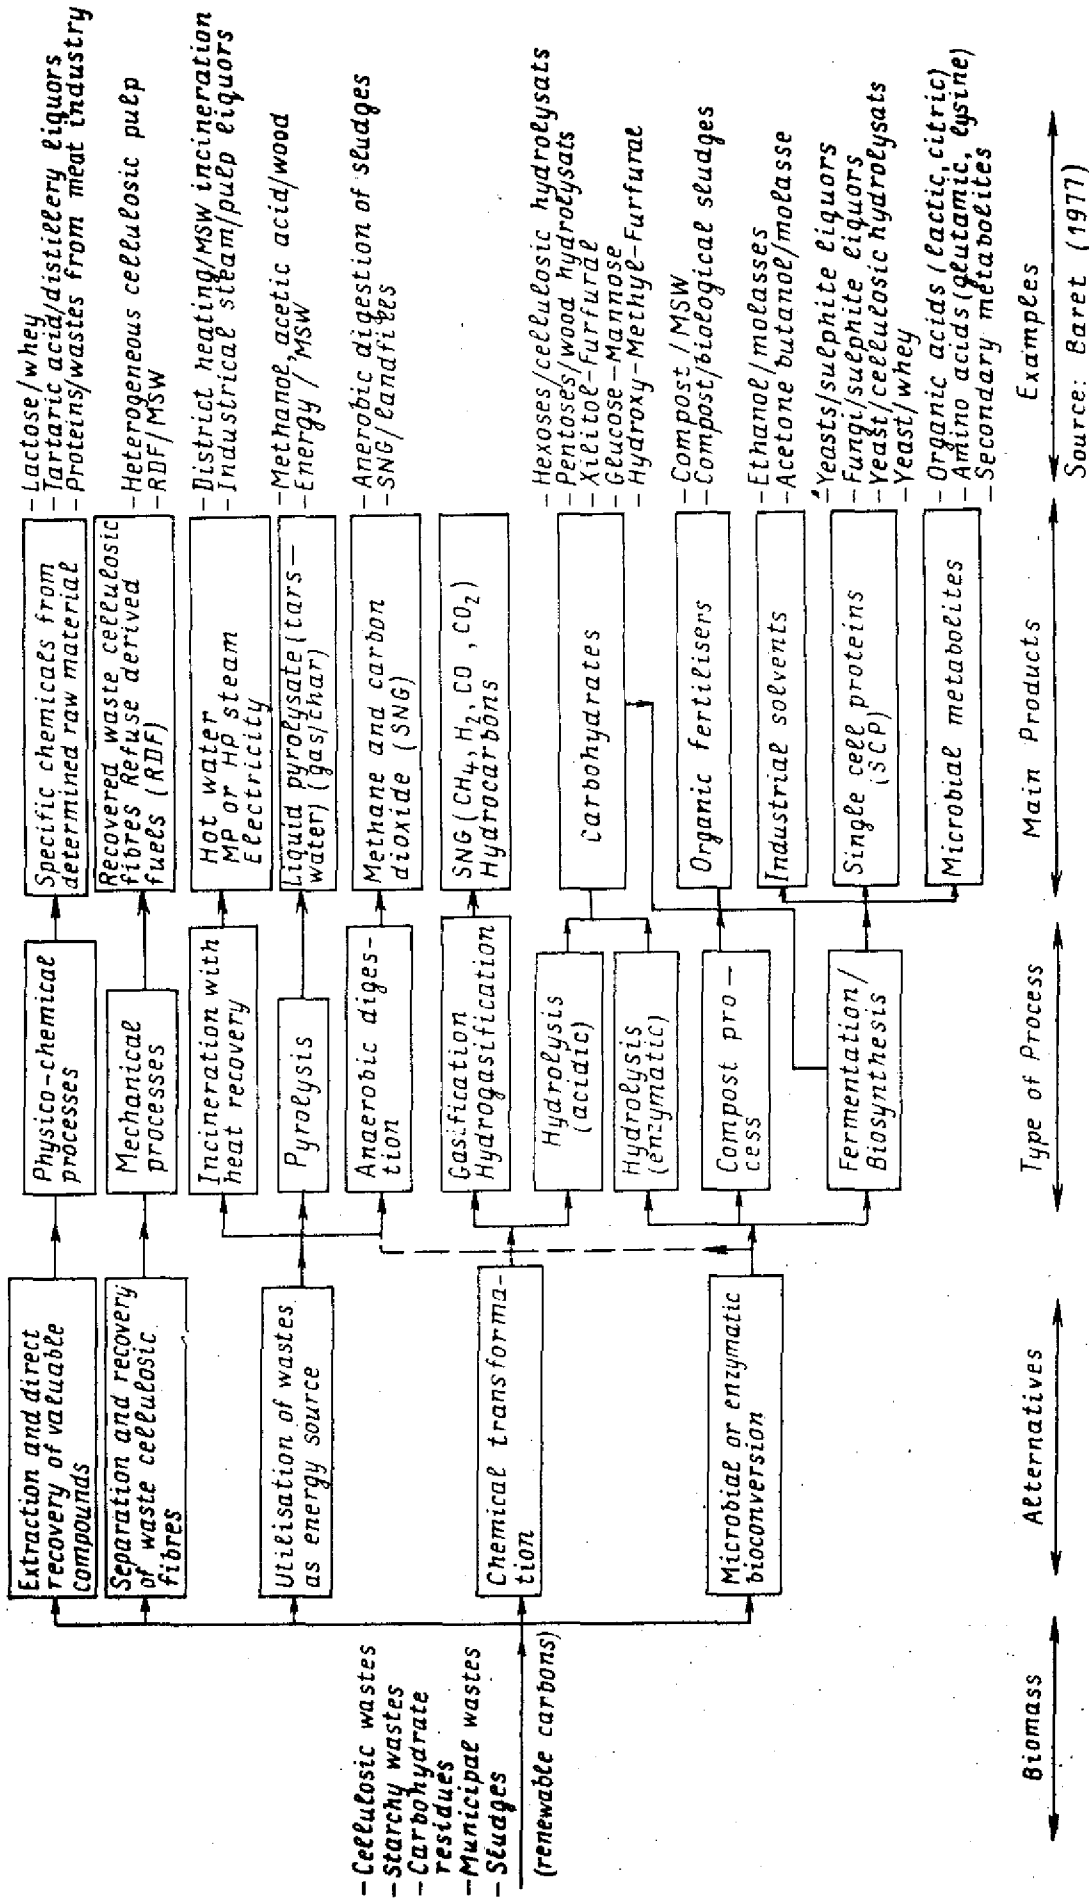 – Cellulosic wastes
– Starchy wastes
– Carbohydrate
residues
– Municipal wastes
– Sludges
(renewable carbons)
Extraction and direct
recovery of valuable
compounds
Separation and recovery
of waste cellulosic
fibres
Utilisation of wastes
as energy source
Chemical transforma-
tion
Microbial or enzymatic
bioconversion
Physico-chemical
processes
Mechanical
processes
Incineration with
heat recovery
Pyrolysis
Anaerobic diges-
tion
Gasification
Hydrogasification
Hydrolysis
(acidic)
Hydrolysis
(enzymatic)
Compost pro-
cess
Fermentation/
Biosynthesis
Specific chemicals from
determined raw material
Recovered waste cellulosic
fibres Refuse derived
fuels (RDF)
Hot water
MP or HP steam
Electricity
Liquid pyrolysate (tars-
water) (gas/char)
Methane and carbon
dioxide (SNG)
SNG (CH4, H2, CO, CO2)
Hydrocarbons
Carbohydrates
Organic fertilisers
Industrial solvents
Single cell proteins
(SCP)
Microbial metabolites
– Lactose/whey
– Tartaric acid/distillery liquors
– Proteins/wastes from meat industry
– Heterogeneous cellulosic pulp
– RDF/MSW
– District heating/MSW incineration
– Industrical steam/pulp liquors
– Methanol, acetic acid/wood
– Energy/MSW
– Anerobic digestion of sludges
– SNG/landfiles
– Hexoses/cellulosic hydrolysats
– Pentoses/wood hydrolysats
– Xilitol-Furfural
– Glucose-Mannose
– Hydroxy-Methyl-Furfural
– Compost/MSW
– Compost/biological sludges
– Ethanol/molasses
– Acetone butanol/molasse
– Yeasts/sulphite liquors
– Fungi/sulphite liquors
– Yeast/cellulosic hydrolysats
– Yeast/whey
– Organic acids (lactic, citric)
– Amino acids (glutamic, lysine)
– Secondary metabolites
Biomass
Alternatives
Type of Process
Main Products
Examples
Source: Baret (1977)